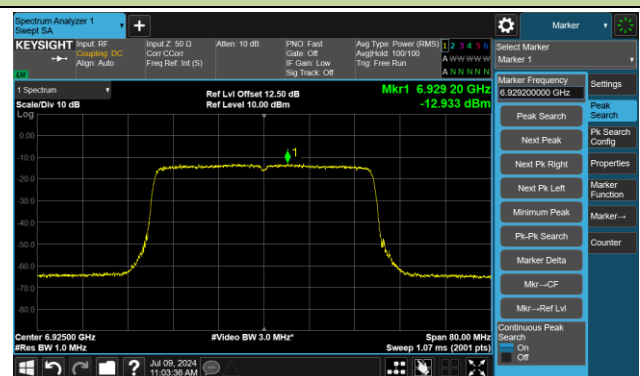 Spectrum Analyzer 1
Swept SA
+
Marker
KEYSIGHT
Input: RF
Coupling: DC
Align: Auto
Input Z: 50 Ω
Corr CCorr
Freq Ref: Int (S)
Atten: 10 dB
PNO: Fast
Gate: Off
IF Gain: Low
Sig Track: Off
Avg Type: Power (RMS)
Avg|Hold: 100/100
Trig: Free Run
1 2 3 4 5 6
A W W W W W
A N N N N N
Select Marker
Marker 1
LXI
1 Spectrum
Scale/Div 10 dB
Log
Ref Lvl Offset 12.50 dB
Ref Level 10.00 dBm
Mkr1 6.929 20 GHz
-12.933 dBm
0.00
-10.0
-20.0
-30.0
-40.0
-50.0
-60.0
-70.0
-80.0
1
Center 6.92500 GHz
#Res BW 1.0 MHz
#Video BW 3.0 MHz*
Span 80.00 MHz
Sweep 1.07 ms (2001 pts)
Marker Frequency
6.929200000 GHz
Peak Search
Next Peak
Next Pk Right
Next Pk Left
Minimum Peak
Pk-Pk Search
Marker Delta
Mkr→CF
Mkr→Ref Lvl
Continuous Peak
Search
On
Off
Settings
Peak
Search
Pk Search
Config
Properties
Marker
Function
Marker→
Counter
?
Jul 09, 2024
11:03:36 AM